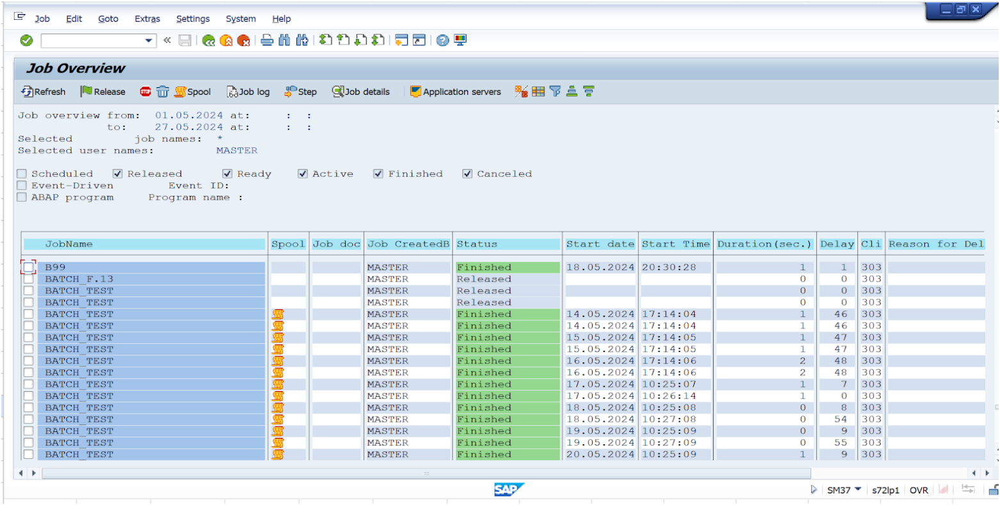 Job Edit Goto Extras Settings System Help
Job Overview
Refresh Release STOP Spool Job log Step Job details Application servers
Job overview from: 01.05.2024 at: : :
to: 27.05.2024 at: : :
Selected job names: *
Selected user names: MASTER
Scheduled Released Ready Active Finished Canceled
Event-Driven Event ID:
ABAP program Program name :
JobName Spool Job doc Job CreatedB Status Start date Start Time Duration(sec.) Delay Cli Reason for Del
B99 MASTER Finished 18.05.2024 20:30:28 1 1 303
BATCH_F.13 MASTER Released 0 0 303
BATCH_TEST MASTER Released 0 0 303
BATCH_TEST MASTER Released 0 0 303
BATCH_TEST MASTER Finished 14.05.2024 17:14:04 1 46 303
BATCH_TEST MASTER Finished 14.05.2024 17:14:04 1 46 303
BATCH_TEST MASTER Finished 15.05.2024 17:14:05 1 47 303
BATCH_TEST MASTER Finished 15.05.2024 17:14:05 1 47 303
BATCH_TEST MASTER Finished 16.05.2024 17:14:06 2 48 303
BATCH_TEST MASTER Finished 16.05.2024 17:14:06 2 48 303
BATCH_TEST MASTER Finished 17.05.2024 10:25:07 1 7 303
BATCH_TEST MASTER Finished 17.05.2024 10:26:14 1 0 303
BATCH_TEST MASTER Finished 18.05.2024 10:25:08 0 8 303
BATCH_TEST MASTER Finished 18.05.2024 10:27:08 0 54 303
BATCH_TEST MASTER Finished 19.05.2024 10:25:09 0 9 303
BATCH_TEST MASTER Finished 19.05.2024 10:27:09 0 55 303
BATCH_TEST MASTER Finished 20.05.2024 10:25:09 1 9 303
SAP SM37 s72lp1 OVR